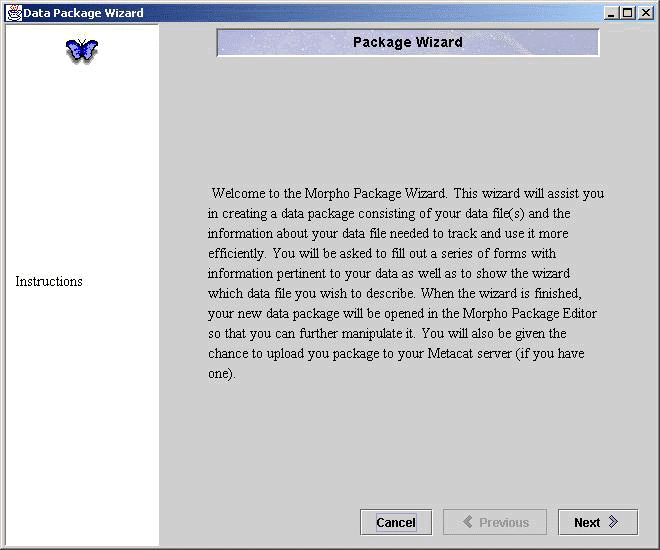 Data Package Wizard
Package Wizard
Welcome to the Morpho Package Wizard. This wizard will assist you
in creating a data package consisting of your data file(s) and the
information about your data file needed to track and use it more
efficiently. You will be asked to fill out a series of forms with
information pertinent to your data as well as to show the wizard
which data file you wish to describe. When the wizard is finished,
your new data package will be opened in the Morpho Package Editor
so that you can further manipulate it. You will also be given the
chance to upload you package to your Metacat server (if you have
one).
Instructions
Cancel
Previous
Next